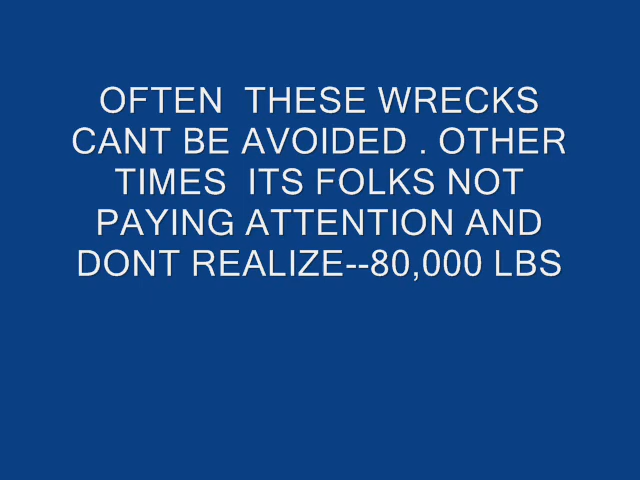 OFTEN  THESE WRECKS
CANT BE AVOIDED . OTHER
TIMES  ITS FOLKS NOT
PAYING ATTENTION AND
DONT REALIZE--80,000 LBS